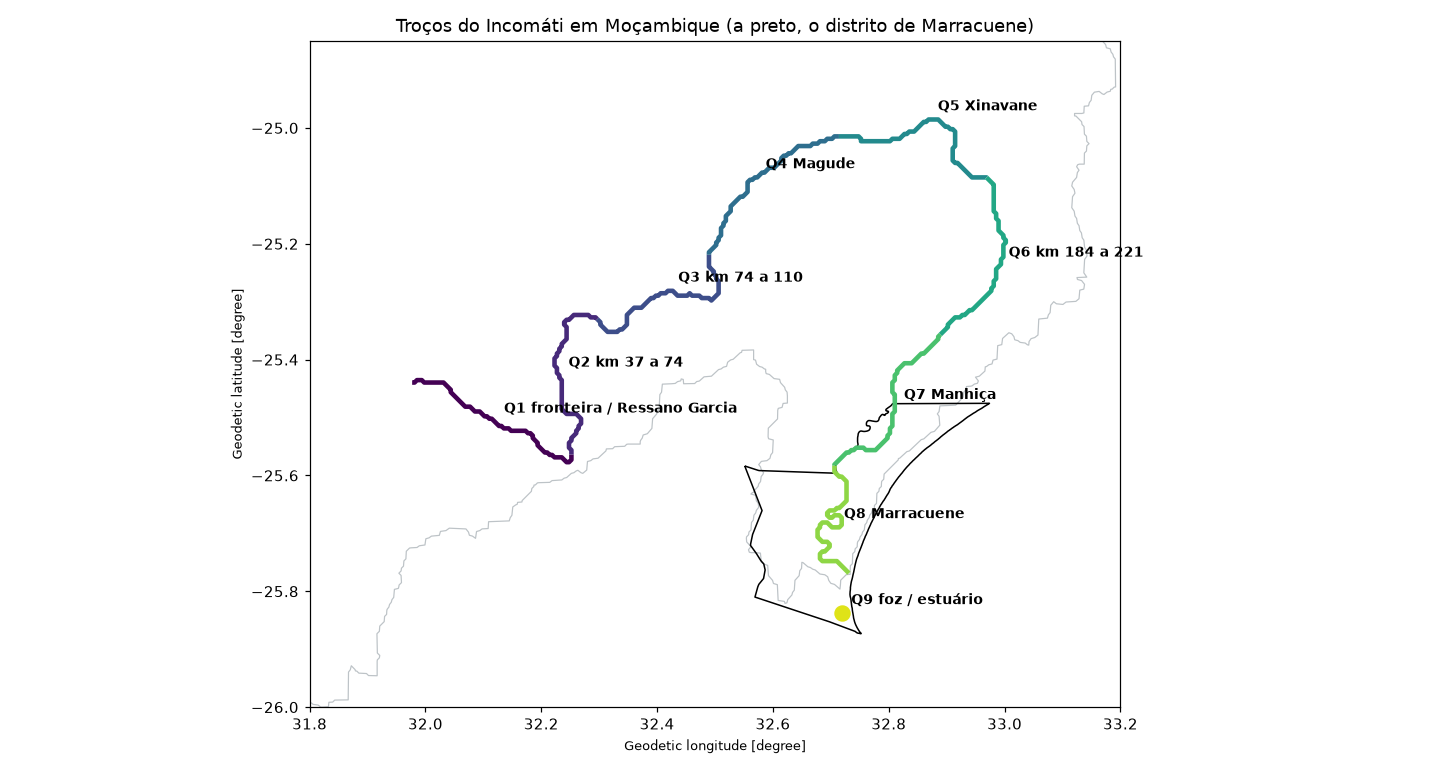 Troços do Incomáti em Moçambique (a preto, o distrito de Marracuene)
Q5 Xinavane
−25.0
Q4 Magude
−25.2
Q6 km 184 a 221
Q3 km 74 a 110
−25.4
Q2 km 37 a 74
Q7 Manhiça
Q1 fronteira / Ressano Garcia
−25.6
Q8 Marracuene
−25.8
Q9 foz / estuário
−26.0
31.8 32.0 32.2 32.4 32.6 32.8 33.0 33.2
Geodetic longitude [degree]
Geodetic latitude [degree]